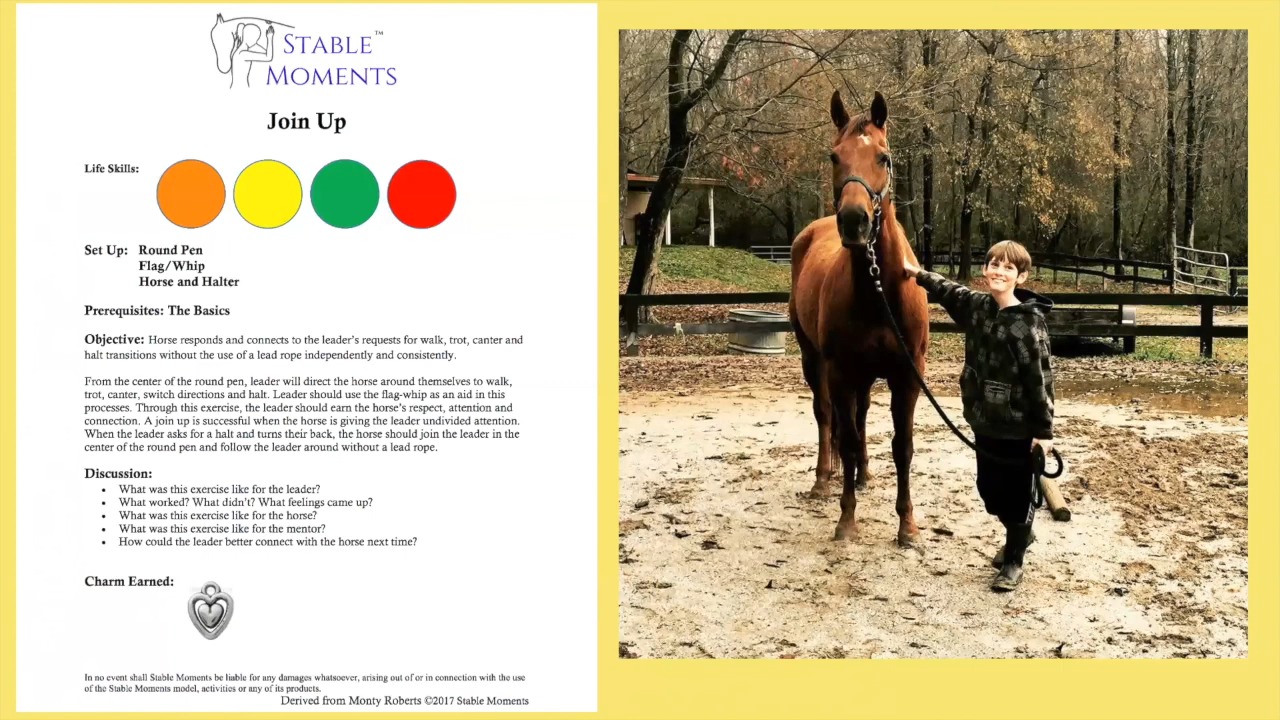 STABLE™
MOMENTS
Join Up
Life Skills:
Set Up: Round Pen
Flag/Whip
Horse and Halter
Prerequisites: The Basics
Objective: Horse responds and connects to the leader's requests for walk, trot, canter and
halt transitions without the use of a lead rope independently and consistently.
From the center of the round pen, leader will direct the horse around themselves to walk,
trot, canter, switch directions and halt. Leader should use the flag-whip as an aid in this
processes. Through this exercise, the leader should earn the horse's respect, attention and
connection. A join up is successful when the horse is giving the leader undivided attention.
When the leader asks for a halt and turns their back, the horse should join the leader in the
center of the round pen and follow the leader around without a lead rope.
Discussion:
• What was this exercise like for the leader?
• What worked? What didn't? What feelings came up?
• What was this exercise like for the horse?
• What was this exercise like for the mentor?
• How could the leader better connect with the horse next time?
Charm Earned:
In no event shall Stable Moments be liable for any damages whatsoever, arising out of or in connection with the use
of the Stable Moments model, activities or any of its products.
Derived from Monty Roberts ©2017 Stable Moments